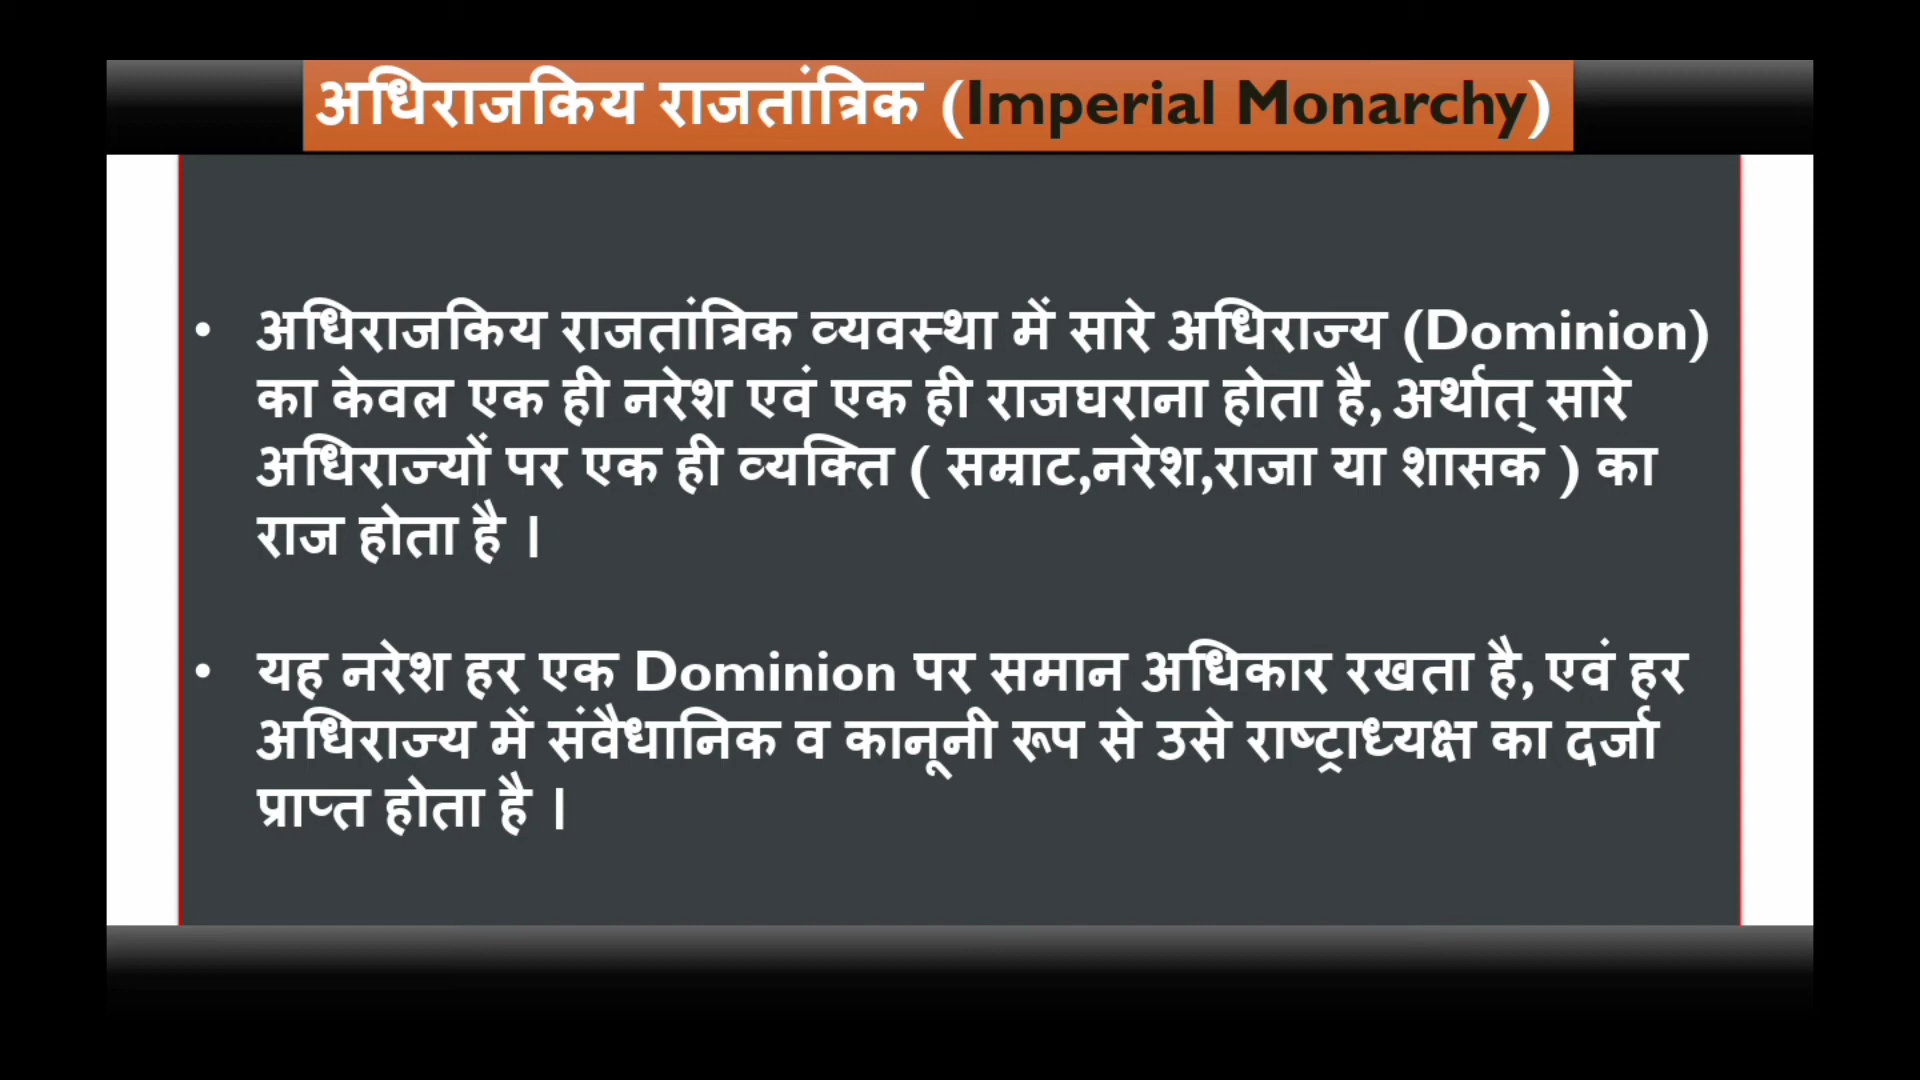 अधिराजकिय राजतांत्रिक (Imperial Monarchy)
• अधिराजकिय राजतांत्रिक व्यवस्था में सारे अधिराज्य (Dominion)
का केवल एक ही नरेश एवं एक ही राजघराना होता है, अर्थात् सारे
अधिराज्यों पर एक ही व्यक्ति ( सम्राट,नरेश,राजा या शासक ) का
राज होता है ।
• यह नरेश हर एक Dominion पर समान अधिकार रखता है, एवं हर
अधिराज्य में संवैधानिक व कानूनी रूप से उसे राष्ट्राध्यक्ष का दर्जा
प्राप्त होता है ।